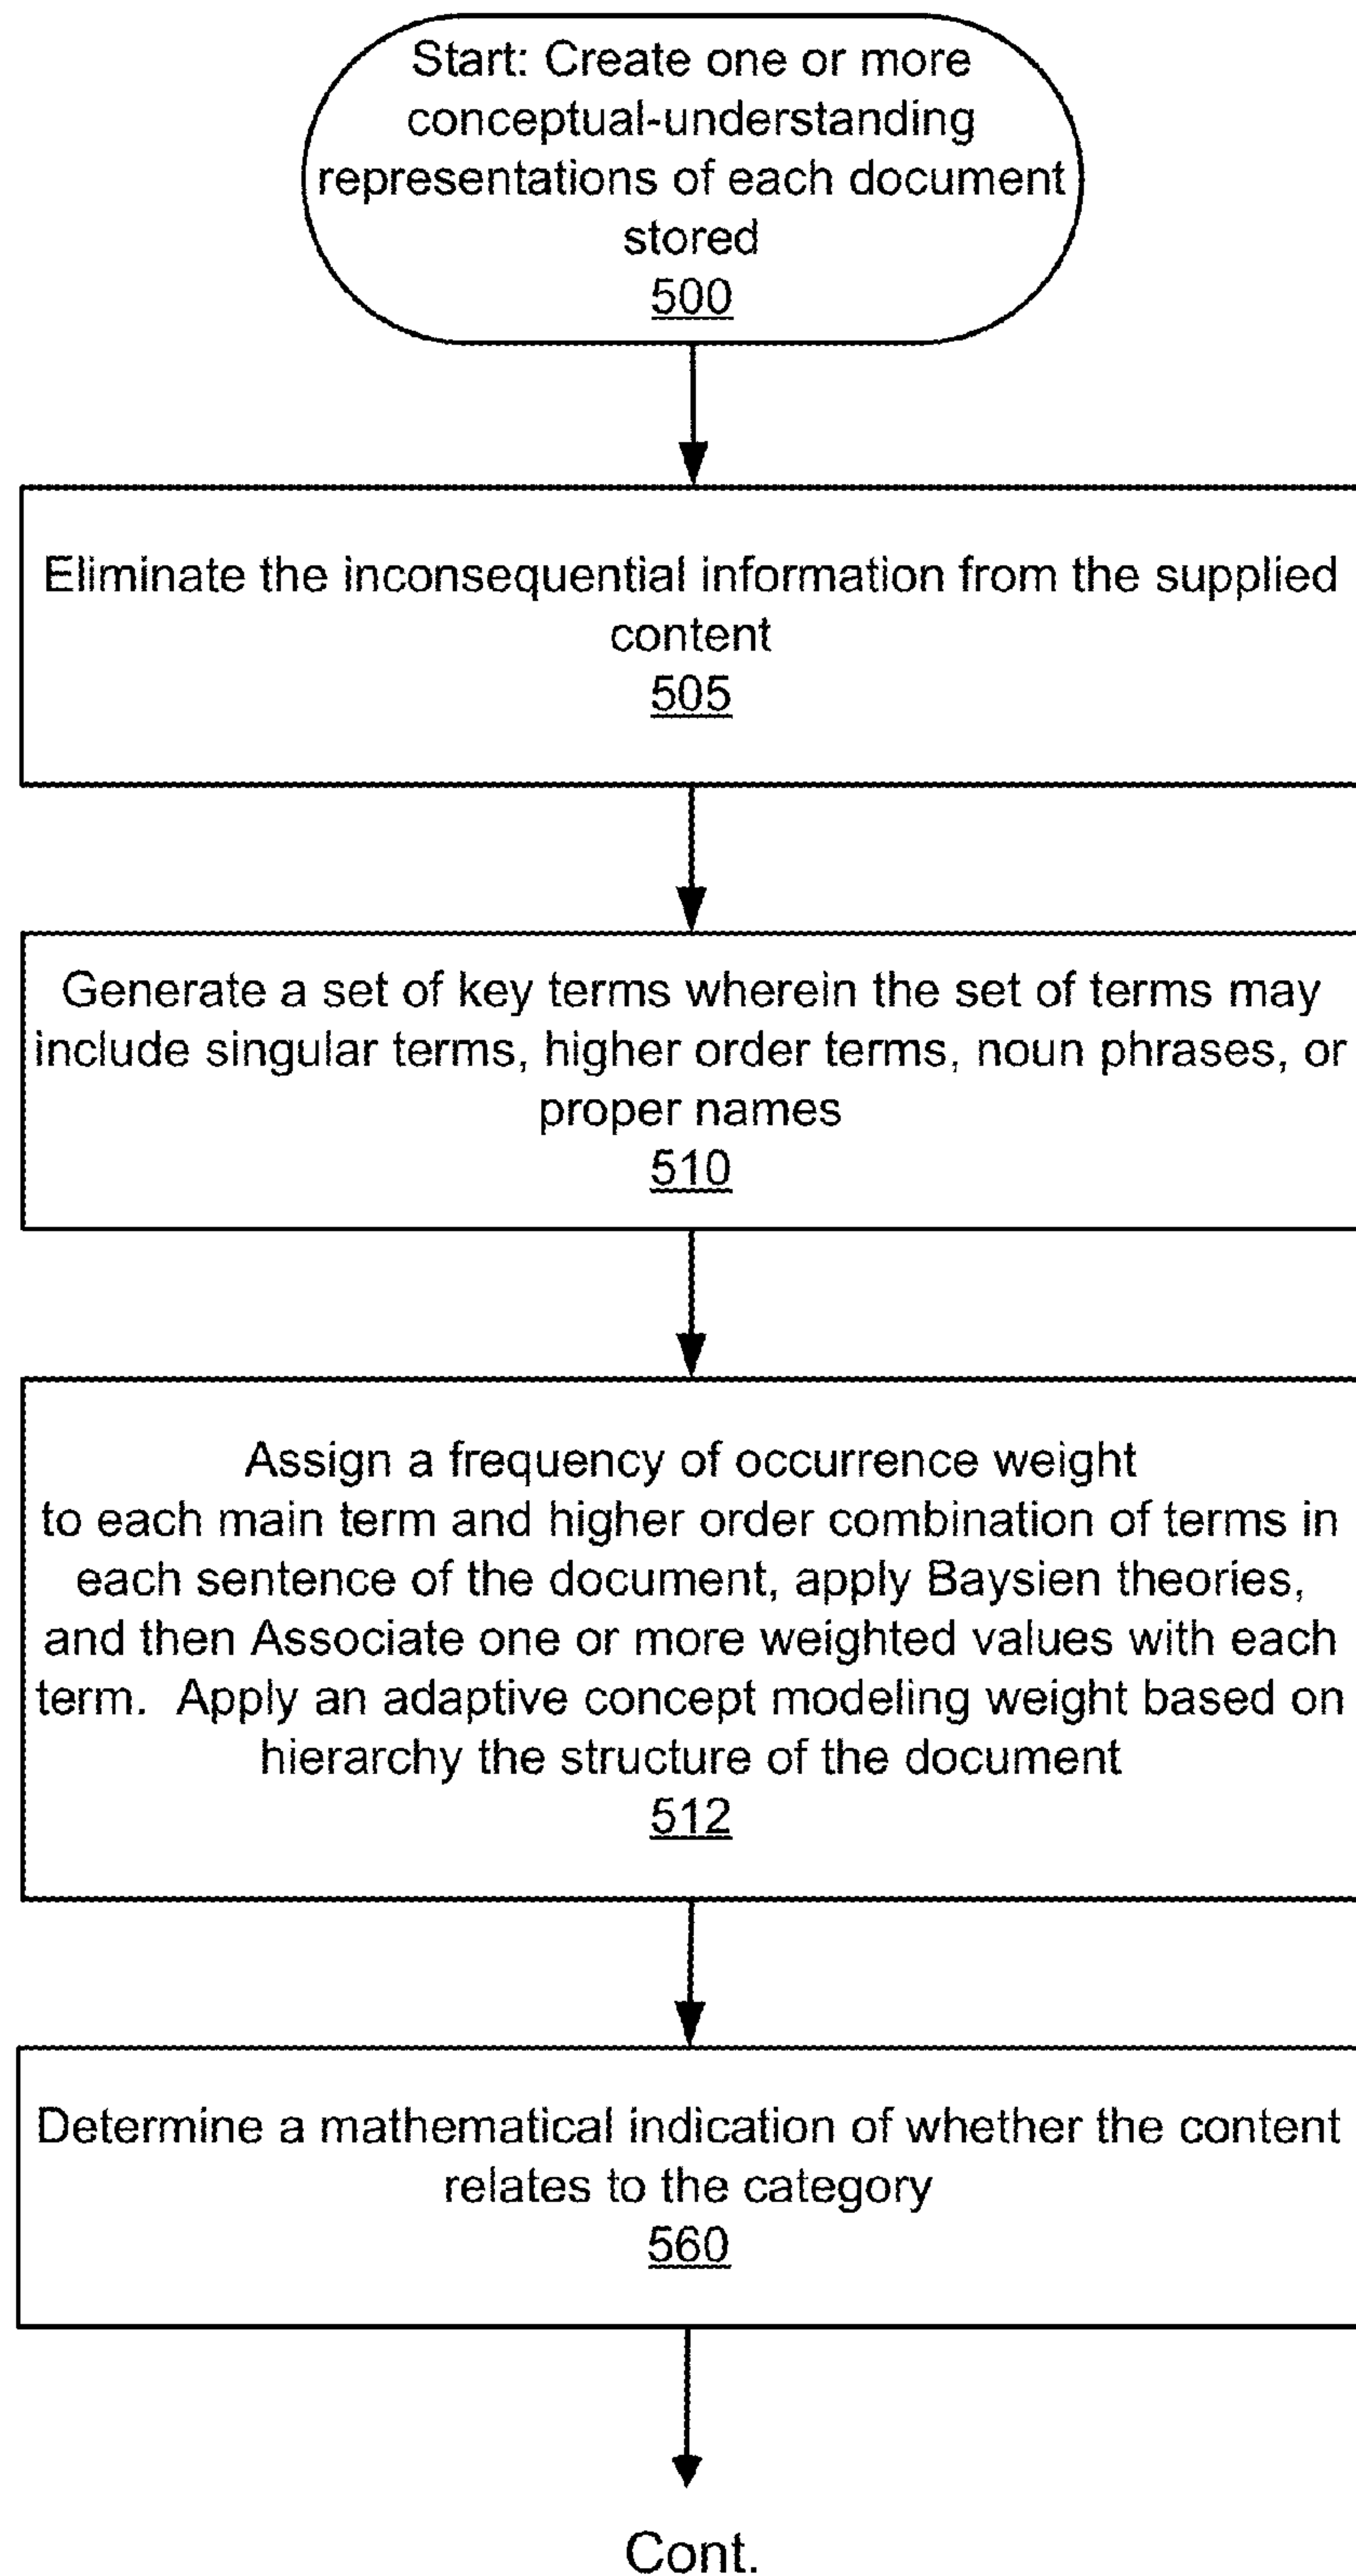 Start: Create one or more
conceptual-understanding
representations of each document
stored
500
Eliminate the inconsequential information from the supplied
content
505
Generate a set of key terms wherein the set of terms may
include singular terms, higher order terms, noun phrases, or
proper names
510
Assign a frequency of occurrence weight
to each main term and higher order combination of terms in
each sentence of the document, apply Baysien theories,
and then Associate one or more weighted values with each
term.  Apply an adaptive concept modeling weight based on
hierarchy the structure of the document
512
Determine a mathematical indication of whether the content
relates to the category
560
Cont.